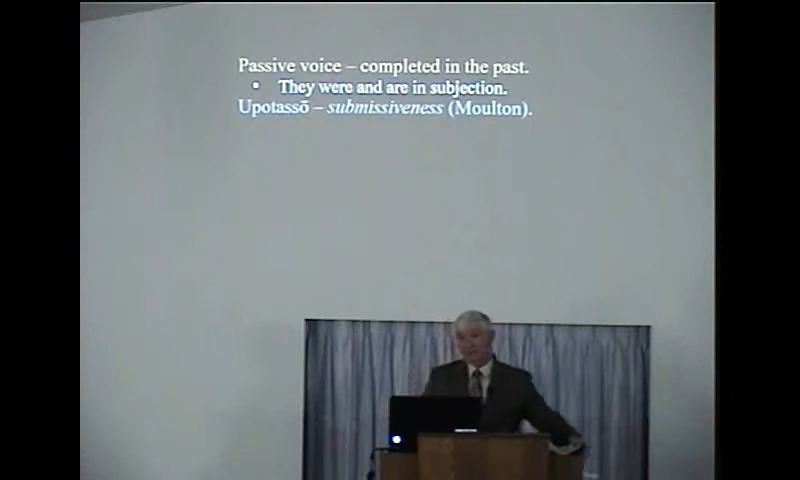 Passive voice – completed in the past.
• They were and are in subjection.
Upotassō – submissiveness (Moulton).